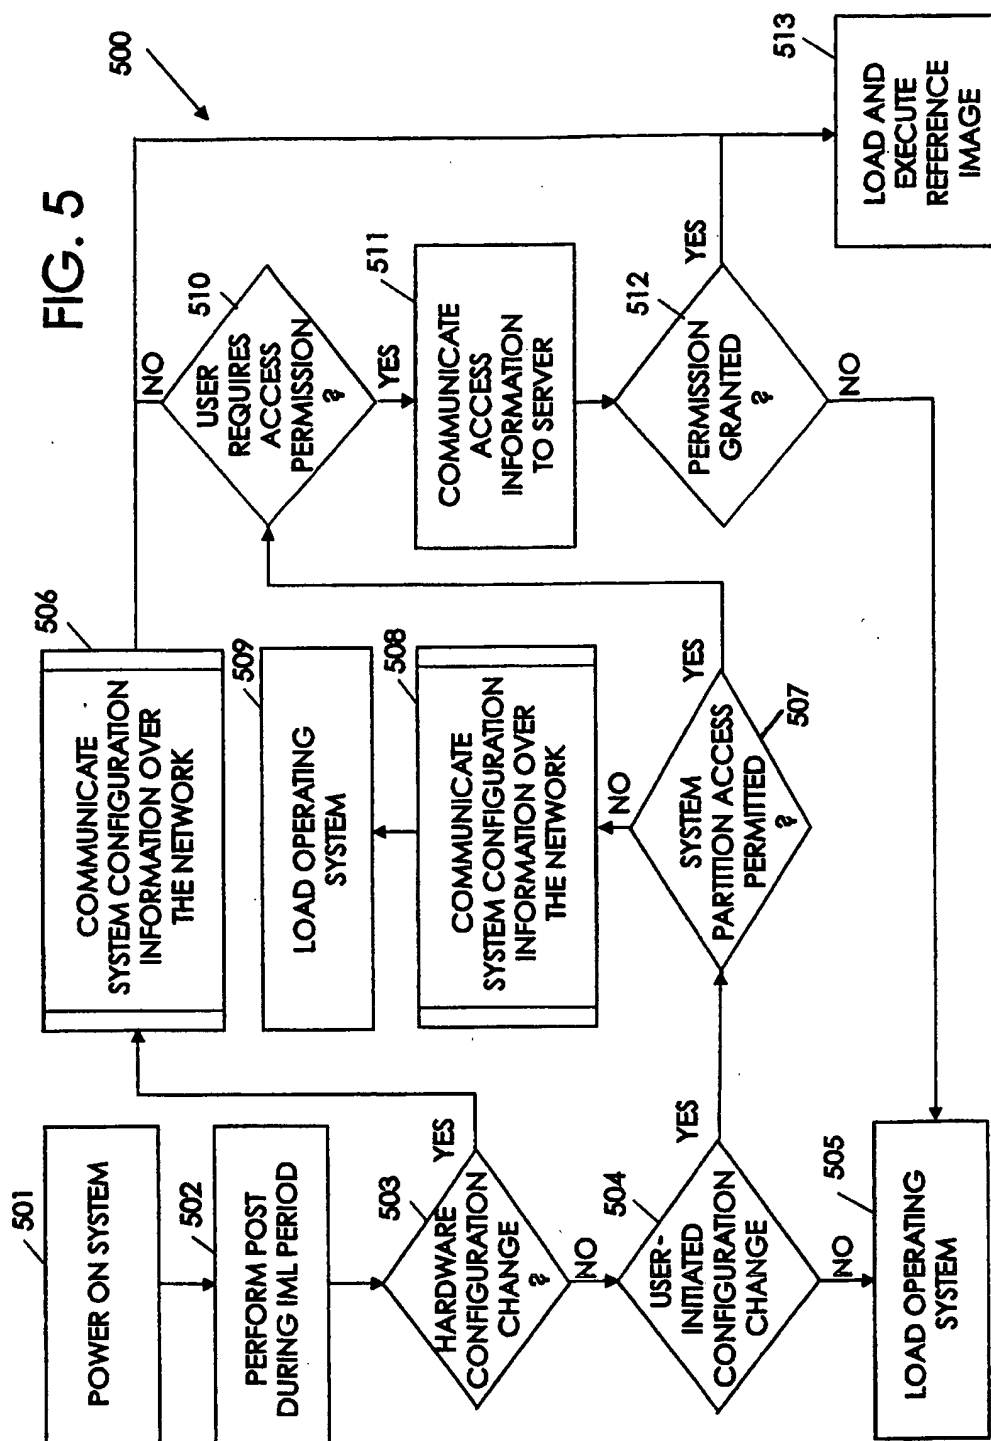 FIG. 5
500
501
POWER ON SYSTEM
502
PERFORM POST
DURING IML PERIOD
503
HARDWARE
CONFIGURATION
CHANGE
?
YES
NO
504
USER-
INITIATED
CONFIGURATION
CHANGE
YES
NO
505
LOAD OPERATING
SYSTEM
506
COMMUNICATE
SYSTEM CONFIGURATION
INFORMATION OVER
THE NETWORK
507
SYSTEM
PARTITION ACCESS
PERMITTED
?
NO
YES
508
COMMUNICATE
SYSTEM CONFIGURATION
INFORMATION OVER
THE NETWORK
509
LOAD OPERATING
SYSTEM
510
USER
REQUIRES
ACCESS
PERMISSION
?
NO
YES
511
COMMUNICATE
ACCESS
INFORMATION
TO SERVER
512
PERMISSION
GRANTED
?
YES
NO
513
LOAD AND
EXECUTE
REFERENCE
IMAGE